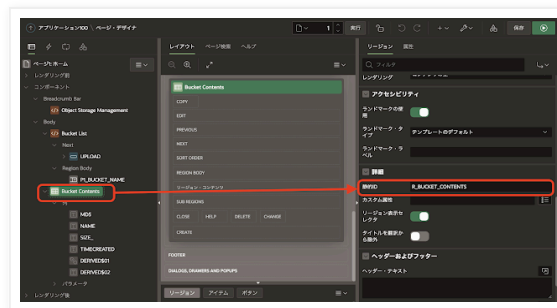 アプリケーション100 \ ページ・デザイナ
1
実行
保存
レイアウト ページ検索 ヘルプ
リージョン 属性
ページ1: ホーム
レンダリング前
コンポーネント
Breadcrumb Bar
Object Storage Management
Body
Bucket List
Next
UPLOAD
Region Body
P1_BUCKET_NAME
Bucket Contents
列
MD5
NAME
SIZE_
TIMECREATED
DERIVED$01
DERIVED$02
パラメータ
レンダリング後
Bucket Contents
COPY
EDIT
PREVIOUS
NEXT
SORT ORDER
REGION BODY
リージョン・コンテンツ
SUB REGIONS
CLOSE HELP DELETE CHANGE
CREATE
FOOTER
DIALOGS, DRAWERS AND POPUPS
リージョン アイテム ボタン
フィルタ
レンダリング
アクセシビリティ
ランドマークの使
用
ランドマーク・タ
イプ
テンプレートのデフォルト
ランドマーク・ラ
ベル
詳細
静的ID
R_BUCKET_CONTENTS
カスタム属性
リージョン表示セ
レクタ
タイトルを翻訳か
ら除外
ヘッダーおよびフッター
ヘッダー・テキスト